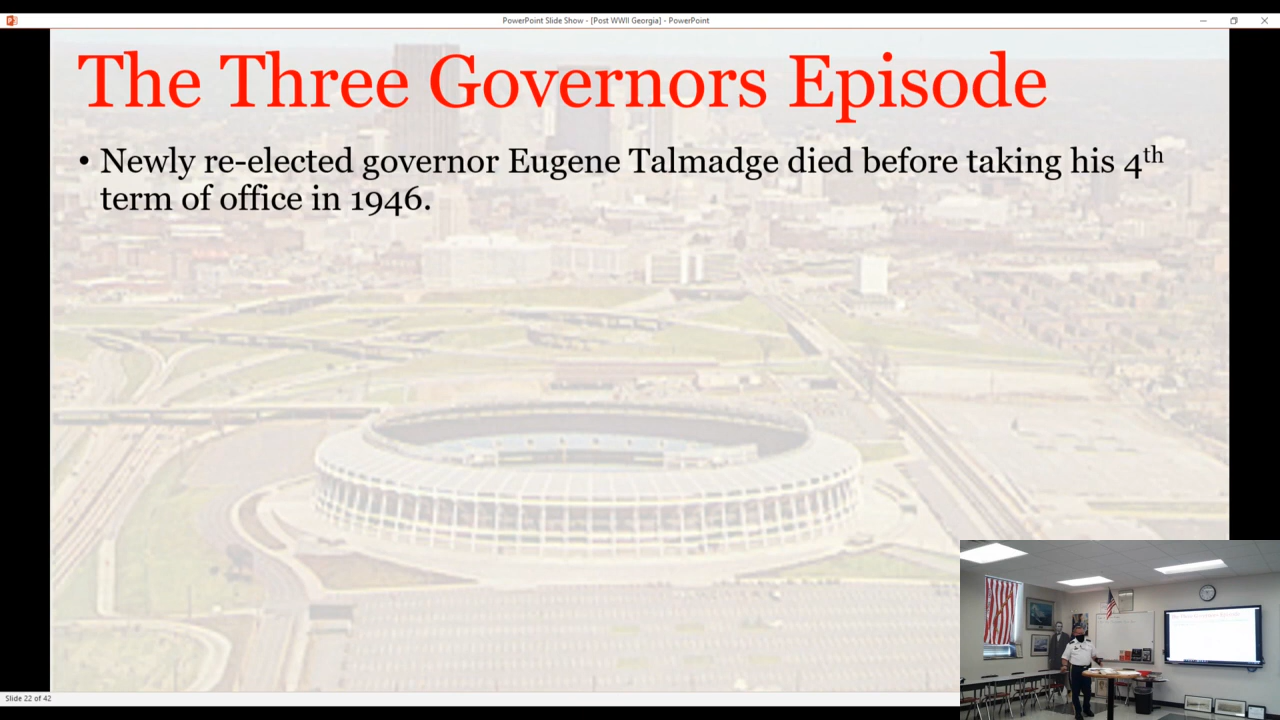 PowerPoint Slide Show - [Post WWII Georgia] - PowerPoint
The Three Governors Episode
• Newly re-elected governor Eugene Talmadge died before taking his 4th
term of office in 1946.
Slide 22 of 42